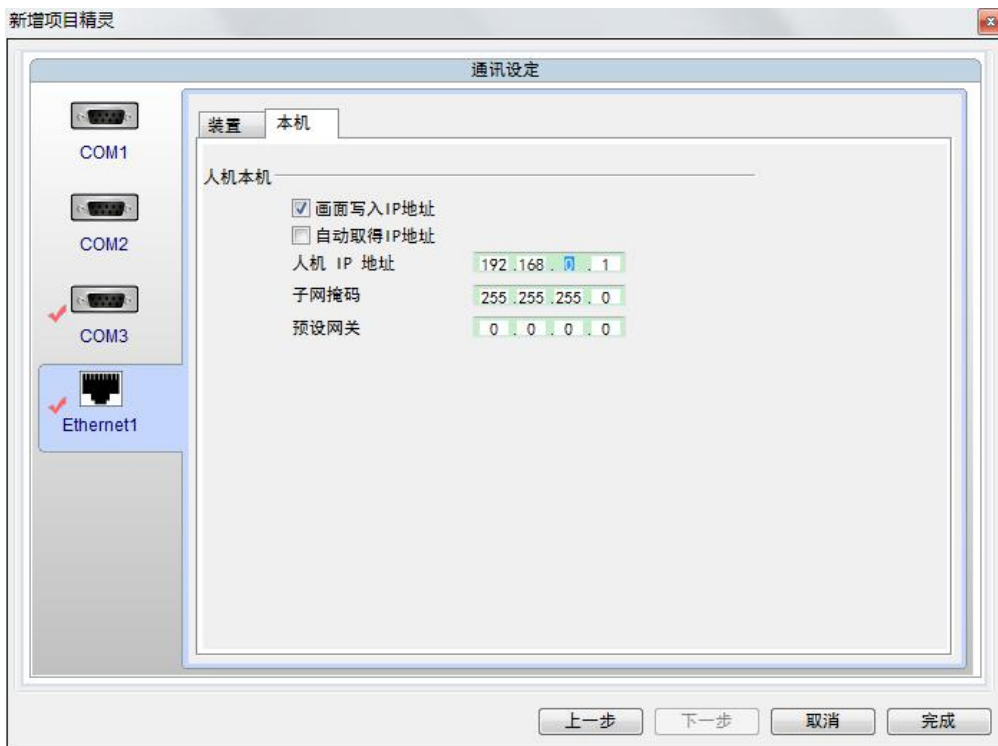 新增项目精灵
通讯设定
COM1
COM2
COM3
Ethernet1
装置 本机
人机本机
画面写入IP地址
自动取得IP地址
人机 IP 地址 192 .168 . 0 . 1
子网掩码 255 .255 .255 . 0
预设网关 0 . 0 . 0 . 0
上一步 下一步 取消 完成